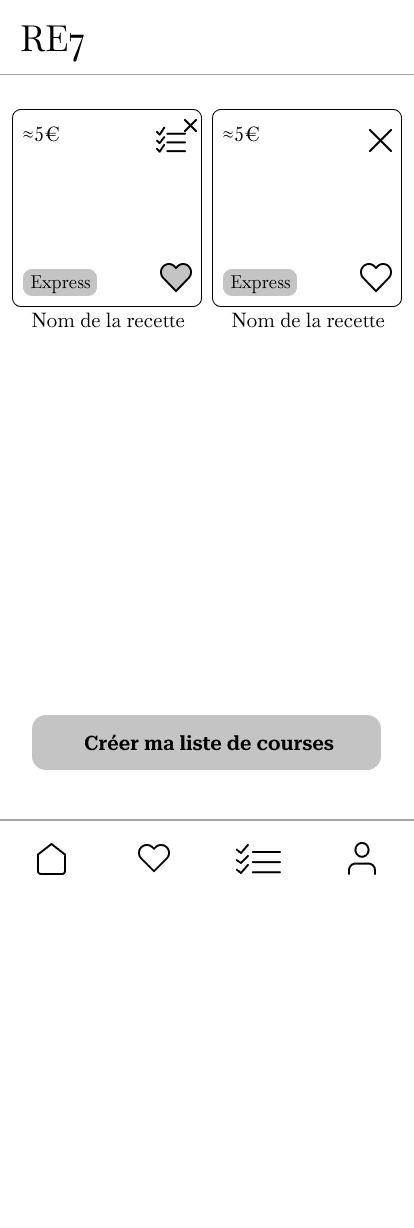 RE7
≈5€
≈5€
Express
Express
Nom de la recette
Nom de la recette
Créer ma liste de courses